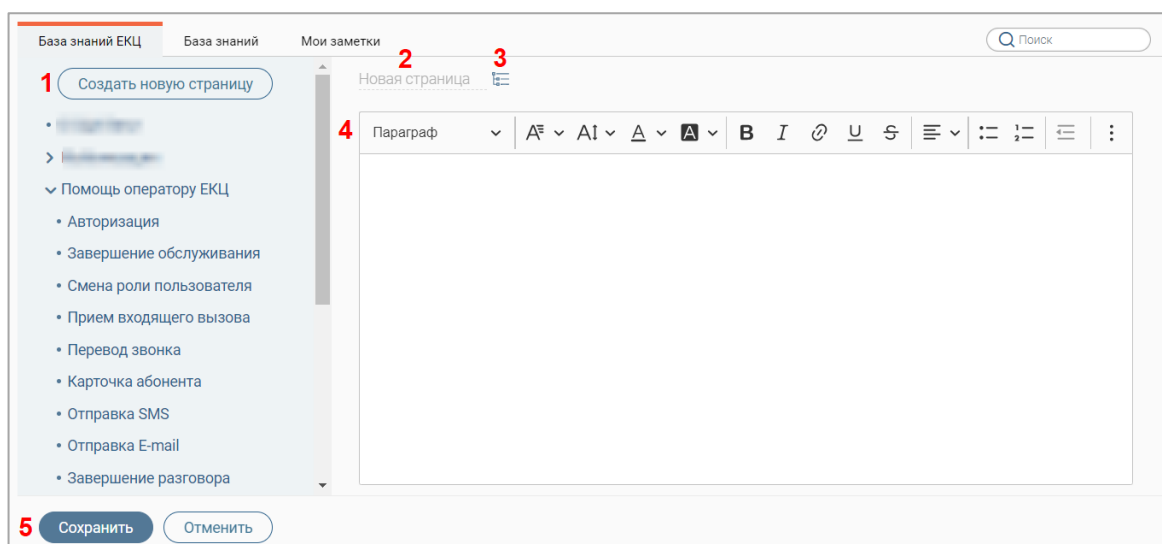 База знаний ЕКЦ База знаний Мои заметки Поиск
1 Создать новую страницу
2 3
Новая страница
4 Параграф
Помощь оператору ЕКЦ
Авторизация
Завершение обслуживания
Смена роли пользователя
Прием входящего вызова
Перевод звонка
Карточка абонента
Отправка SMS
Отправка E-mail
Завершение разговора
5 Сохранить Отменить